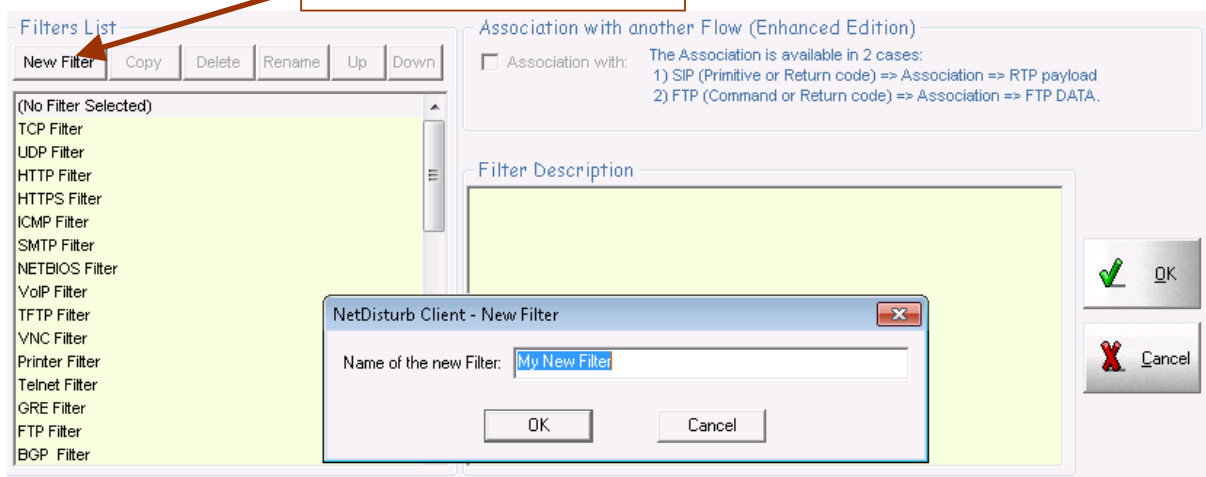 Filters List
New Filter Copy Delete Rename Up Down
(No Filter Selected)
TCP Filter
UDP Filter
HTTP Filter
HTTPS Filter
ICMP Filter
SMTP Filter
NETBIOS Filter
VoIP Filter
TFTP Filter
VNC Filter
Printer Filter
Telnet Filter
GRE Filter
FTP Filter
BGP Filter
Association with another Flow (Enhanced Edition)
Association with:
The Association is available in 2 cases:
1) SIP (Primitive or Return code) => Association => RTP payload
2) FTP (Command or Return code) => Association => FTP DATA.
Filter Description
NetDisturb Client - New Filter
Name of the new Filter: My New Filter
OK Cancel
OK
Cancel